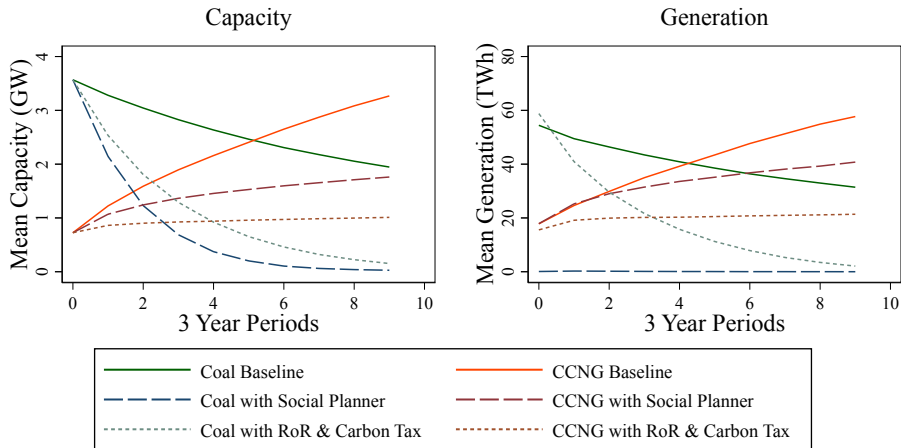 Capacity
Generation
Mean Capacity (GW)
0 1 2 3 4
0 2 4 6 8 10
3 Year Periods
Mean Generation (TWh)
0 20 40 60 80
0 2 4 6 8 10
3 Year Periods
Coal Baseline
CCNG Baseline
Coal with Social Planner
CCNG with Social Planner
Coal with RoR & Carbon Tax
CCNG with RoR & Carbon Tax